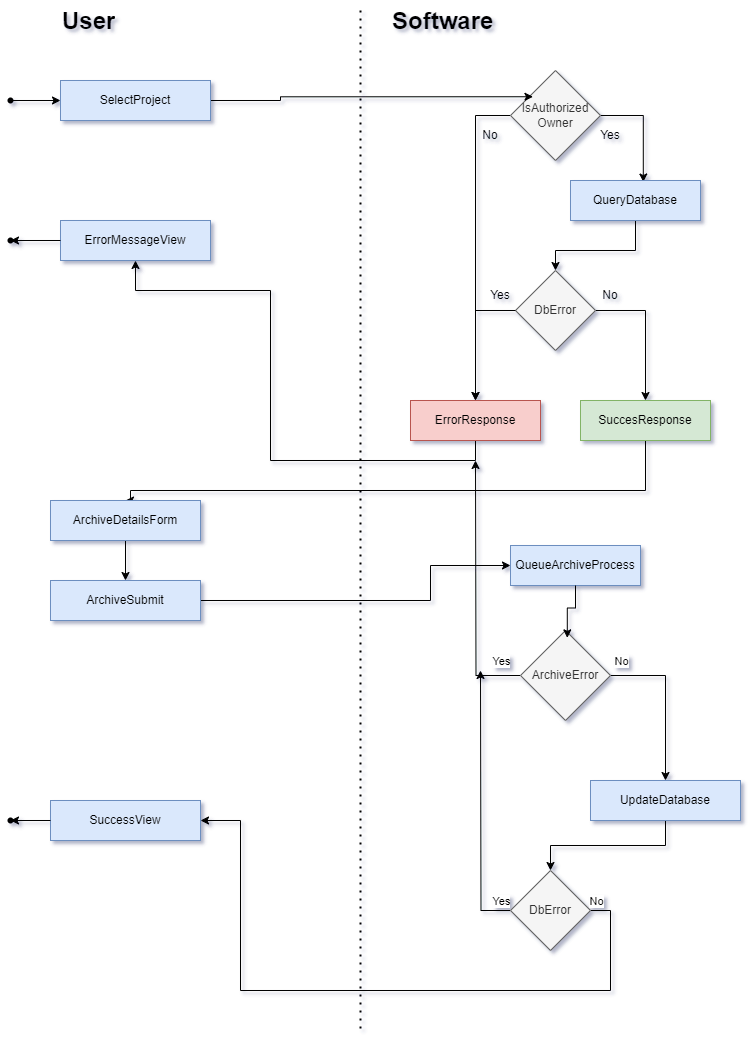 User
Software
SelectProject
IsAuthorized
Owner
No
Yes
QueryDatabase
ErrorMessageView
Yes
No
DbError
ErrorResponse
SuccesResponse
ArchiveDetailsForm
QueueArchiveProcess
ArchiveSubmit
Yes
No
ArchiveError
UpdateDatabase
SuccessView
Yes
No
DbError